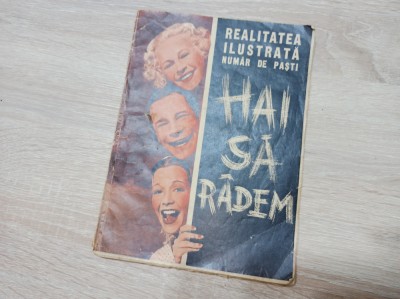 REALITATEA
ILUSTRATĂ
NUMĂR DE PAȘTI
HAI
SĂ
RÂDEM